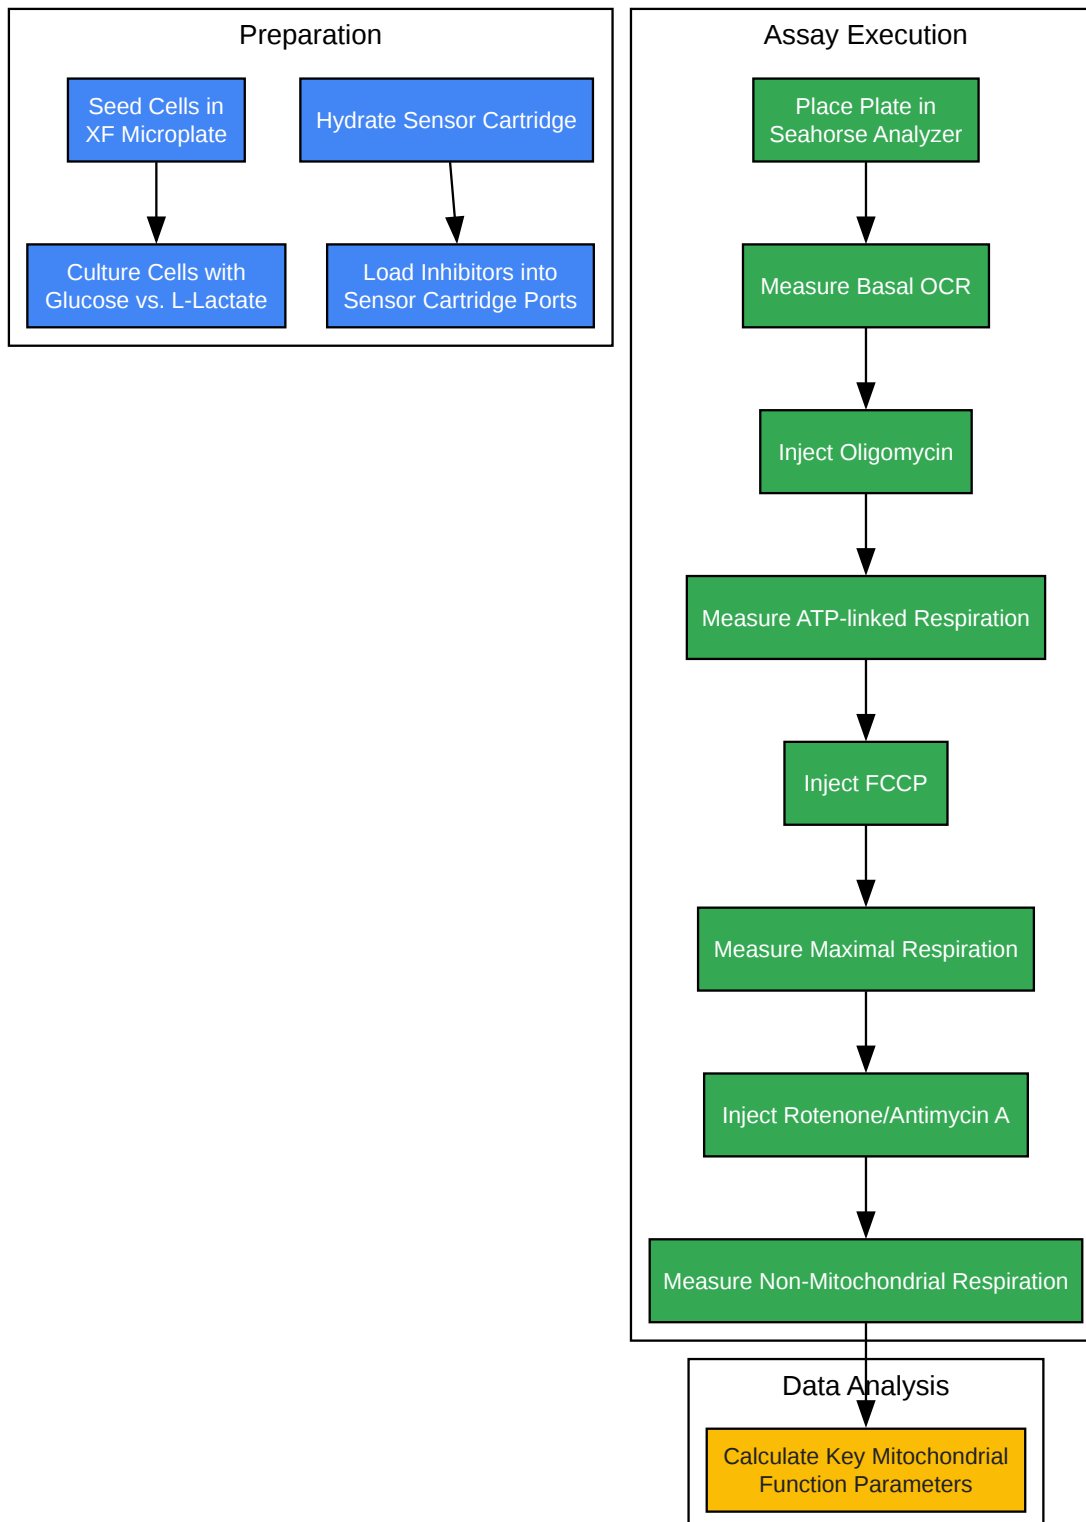 Preparation
Seed Cells in
XF Microplate
Hydrate Sensor Cartridge
Culture Cells with
Glucose vs. L-Lactate
Load Inhibitors into
Sensor Cartridge Ports
Assay Execution
Place Plate in
Seahorse Analyzer
Measure Basal OCR
Inject Oligomycin
Measure ATP-linked Respiration
Inject FCCP
Measure Maximal Respiration
Inject Rotenone/Antimycin A
Measure Non-Mitochondrial Respiration
Data Analysis
Calculate Key Mitochondrial
Function Parameters